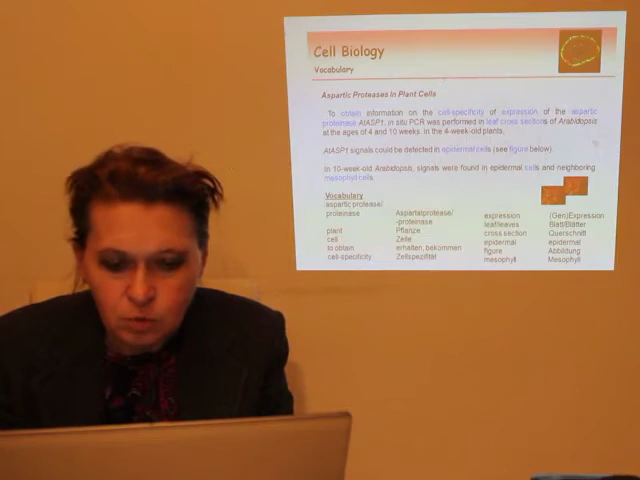 Cell Biology
Vocabulary
Aspartic Proteases in Plant Cells
To obtain information on the cell-specificity of expression of the aspartic
proteinase AtASP1, in situ PCR was performed in leaf cross sections of Arabidopsis
at the ages of 4 and 10 weeks. In the 4-week-old plants,
AtASP1 signals could be detected in epidermal cells (see figure below).
In 10-week-old Arabidopsis, signals were found in epidermal cells and neighboring
mesophyll cells.
Vocabulary
aspartic protease/
proteinase Aspartatprotease/
-proteinase
plant Pflanze
cell Zelle
to obtain erhalten, bekommen
cell-specificity Zellspezifität
expression (Gen)Expression
leaf/leaves Blatt/Blätter
cross section Querschnitt
epidermal epidermal
figure Abbildung
mesophyll Mesophyll